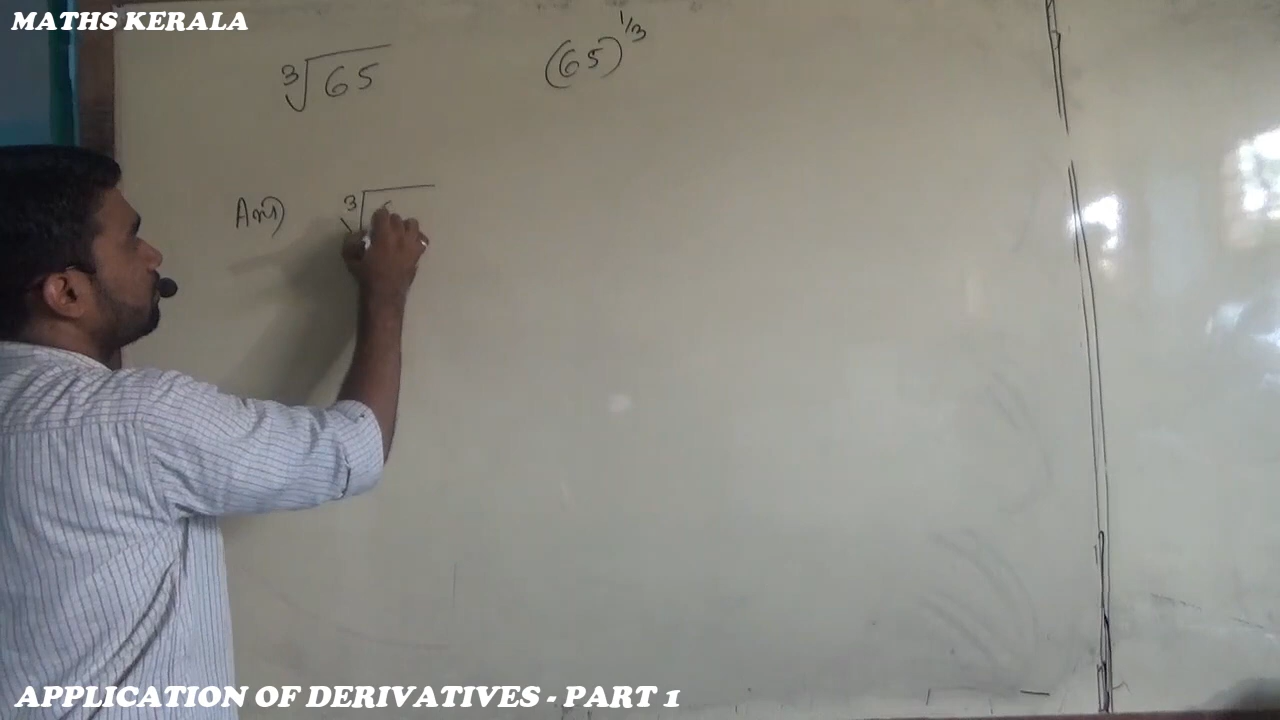 MATHS KERALA
∛65 (65)^{1/3}
Ans) ∛
APPLICATION OF DERIVATIVES - PART 1